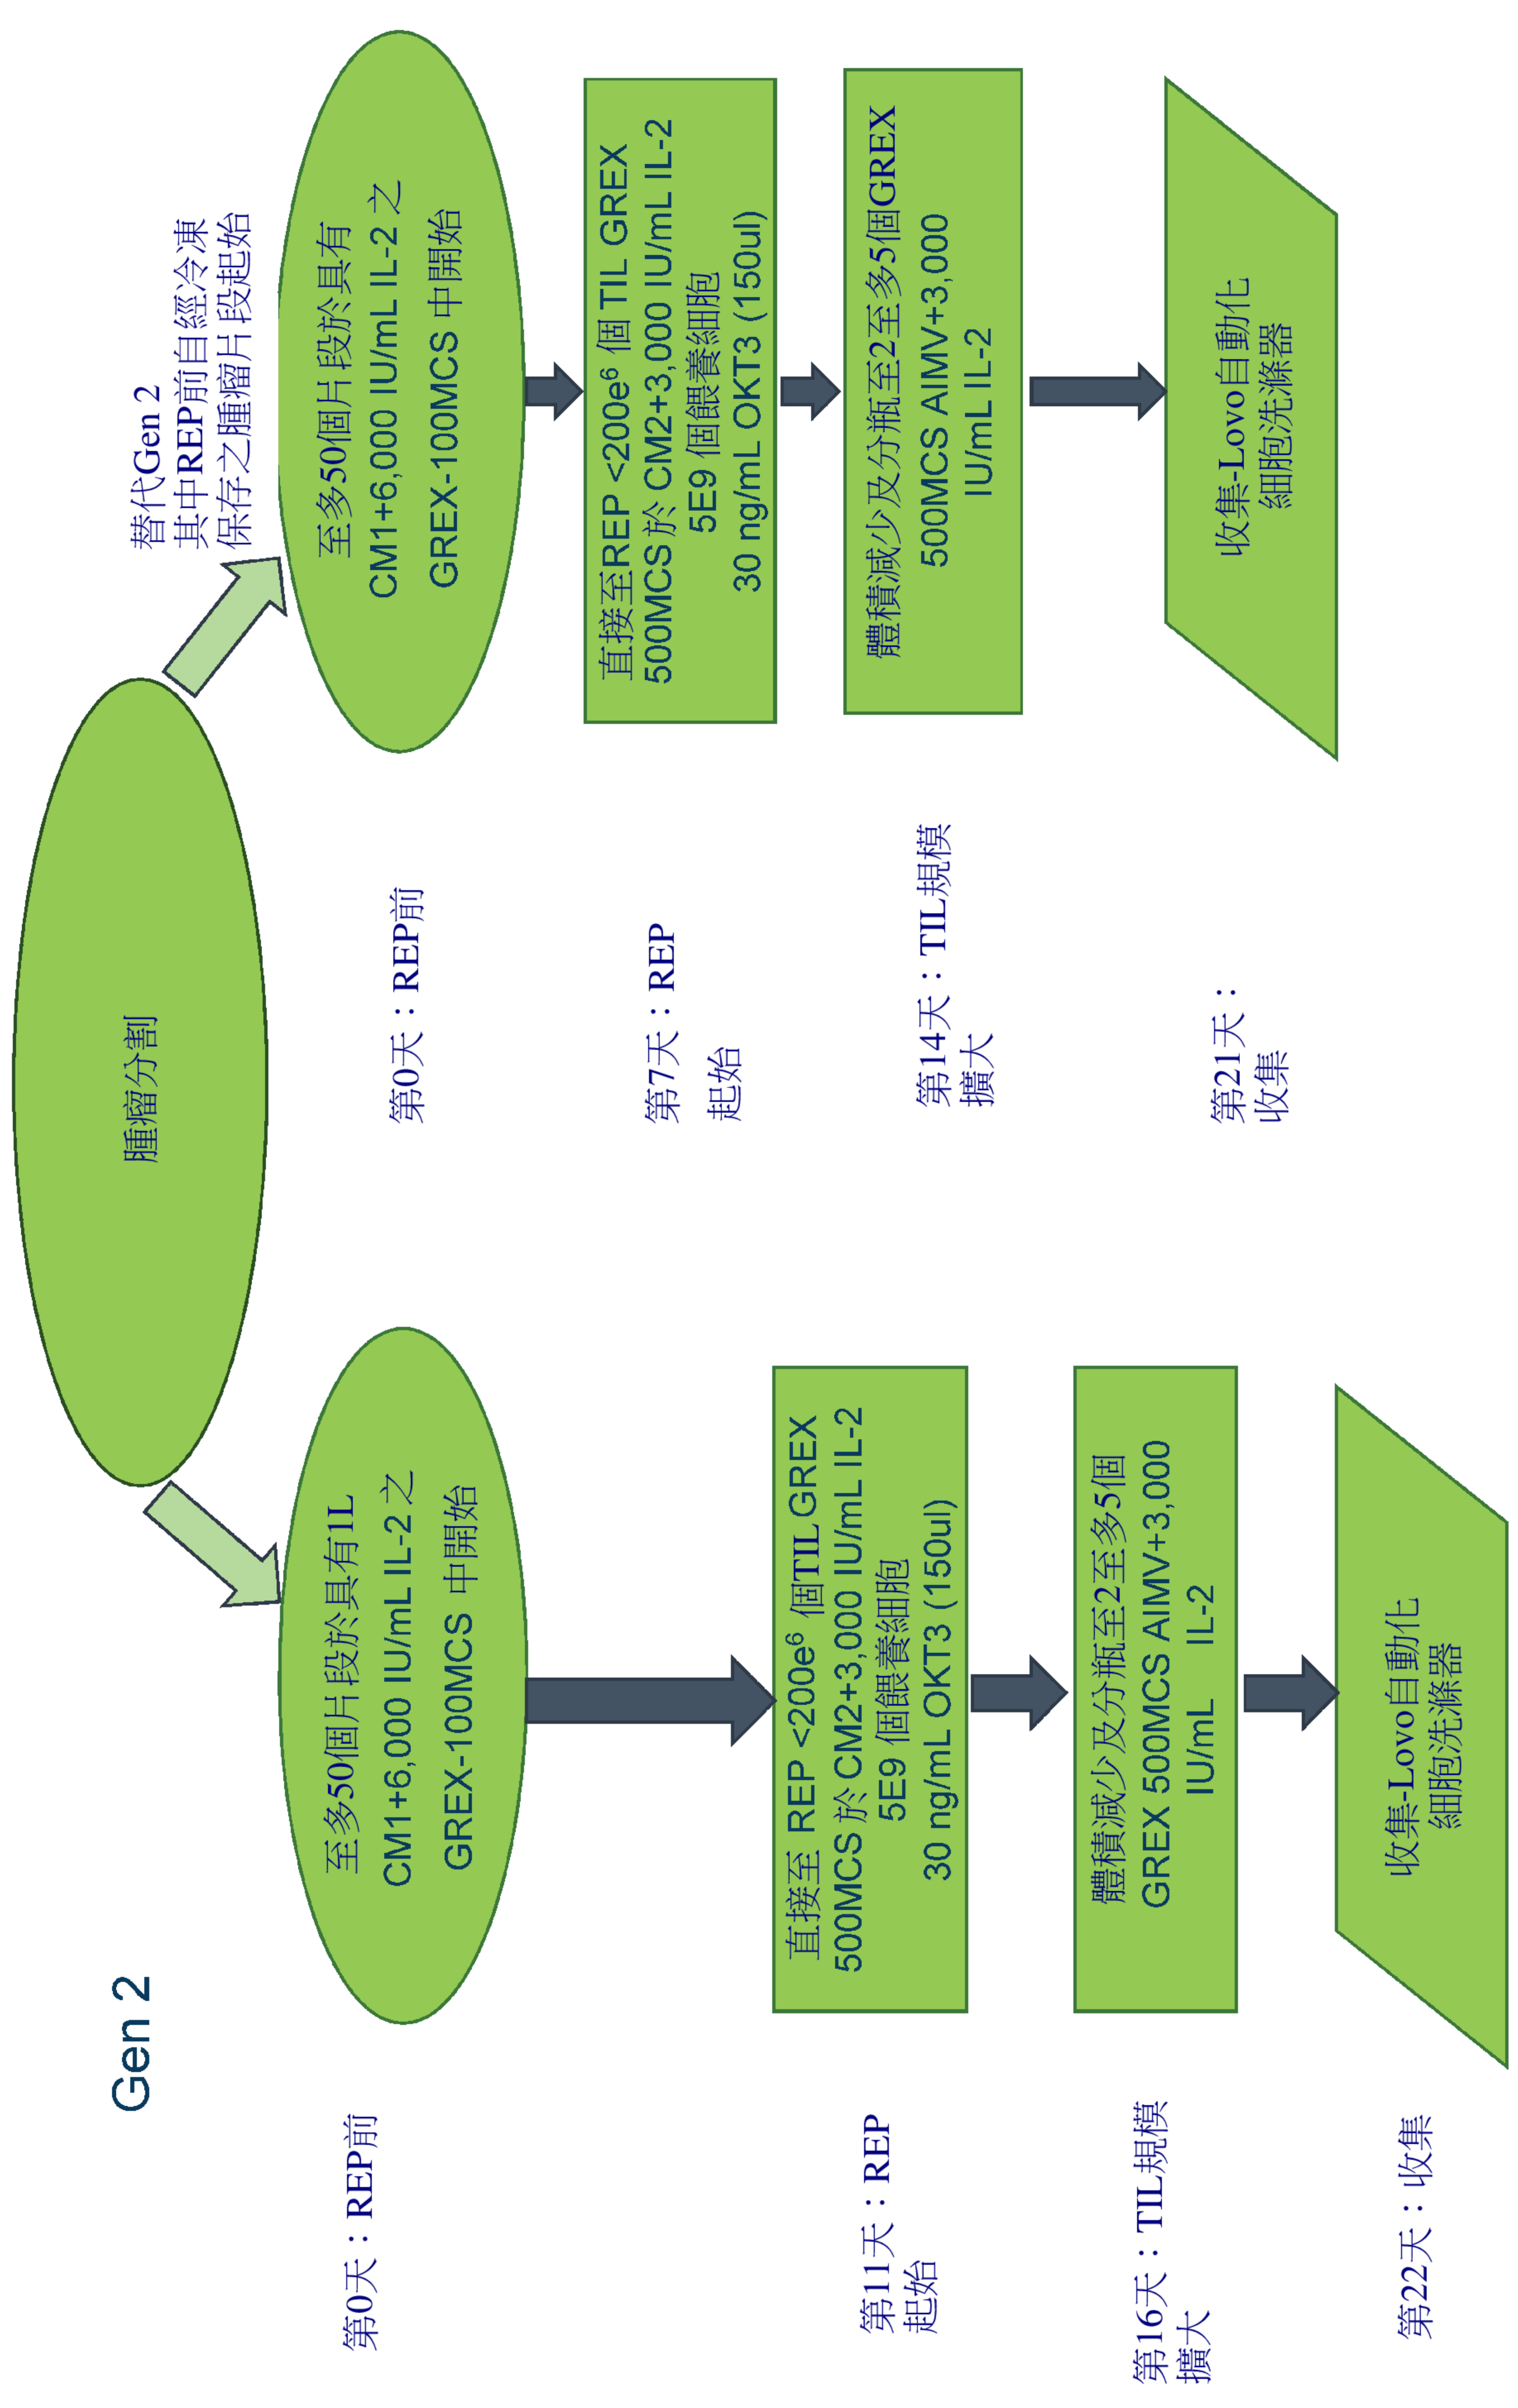 腫瘤分割
Gen 2
替代Gen 2
其中REP前自經冷凍
保存之腫瘤片段起始
第0天：REP前
至多50個片段於具有1L
CM1+6,000 IU/mL IL-2 之
GREX-100MCS 中開始
第11天：REP
起始
直接至 REP <200e⁶ 個TIL GREX
500MCS 於 CM2+3,000 IU/mL IL-2
5E9 個餵養細胞
30 ng/mL OKT3 (150ul)
第16天：TIL規模
擴大
體積減少及分瓶至2至多5個
GREX 500MCS AIMV+3,000
IU/mL IL-2
第22天：收集
收集-Lovo自動化
細胞洗滌器
第0天：REP前
至多50個片段於具有
CM1+6,000 IU/mL IL-2 之
GREX-100MCS 中開始
第7天：REP
起始
直接至REP <200e⁶ 個 TIL GREX
500MCS 於 CM2+3,000 IU/mL IL-2
5E9 個餵養細胞
30 ng/mL OKT3 (150ul)
第14天：TIL規模
擴大
體積減少及分瓶至2至多5個GREX
500MCS AIMV+3,000
IU/mL IL-2
第21天：
收集
收集-Lovo自動化
細胞洗滌器